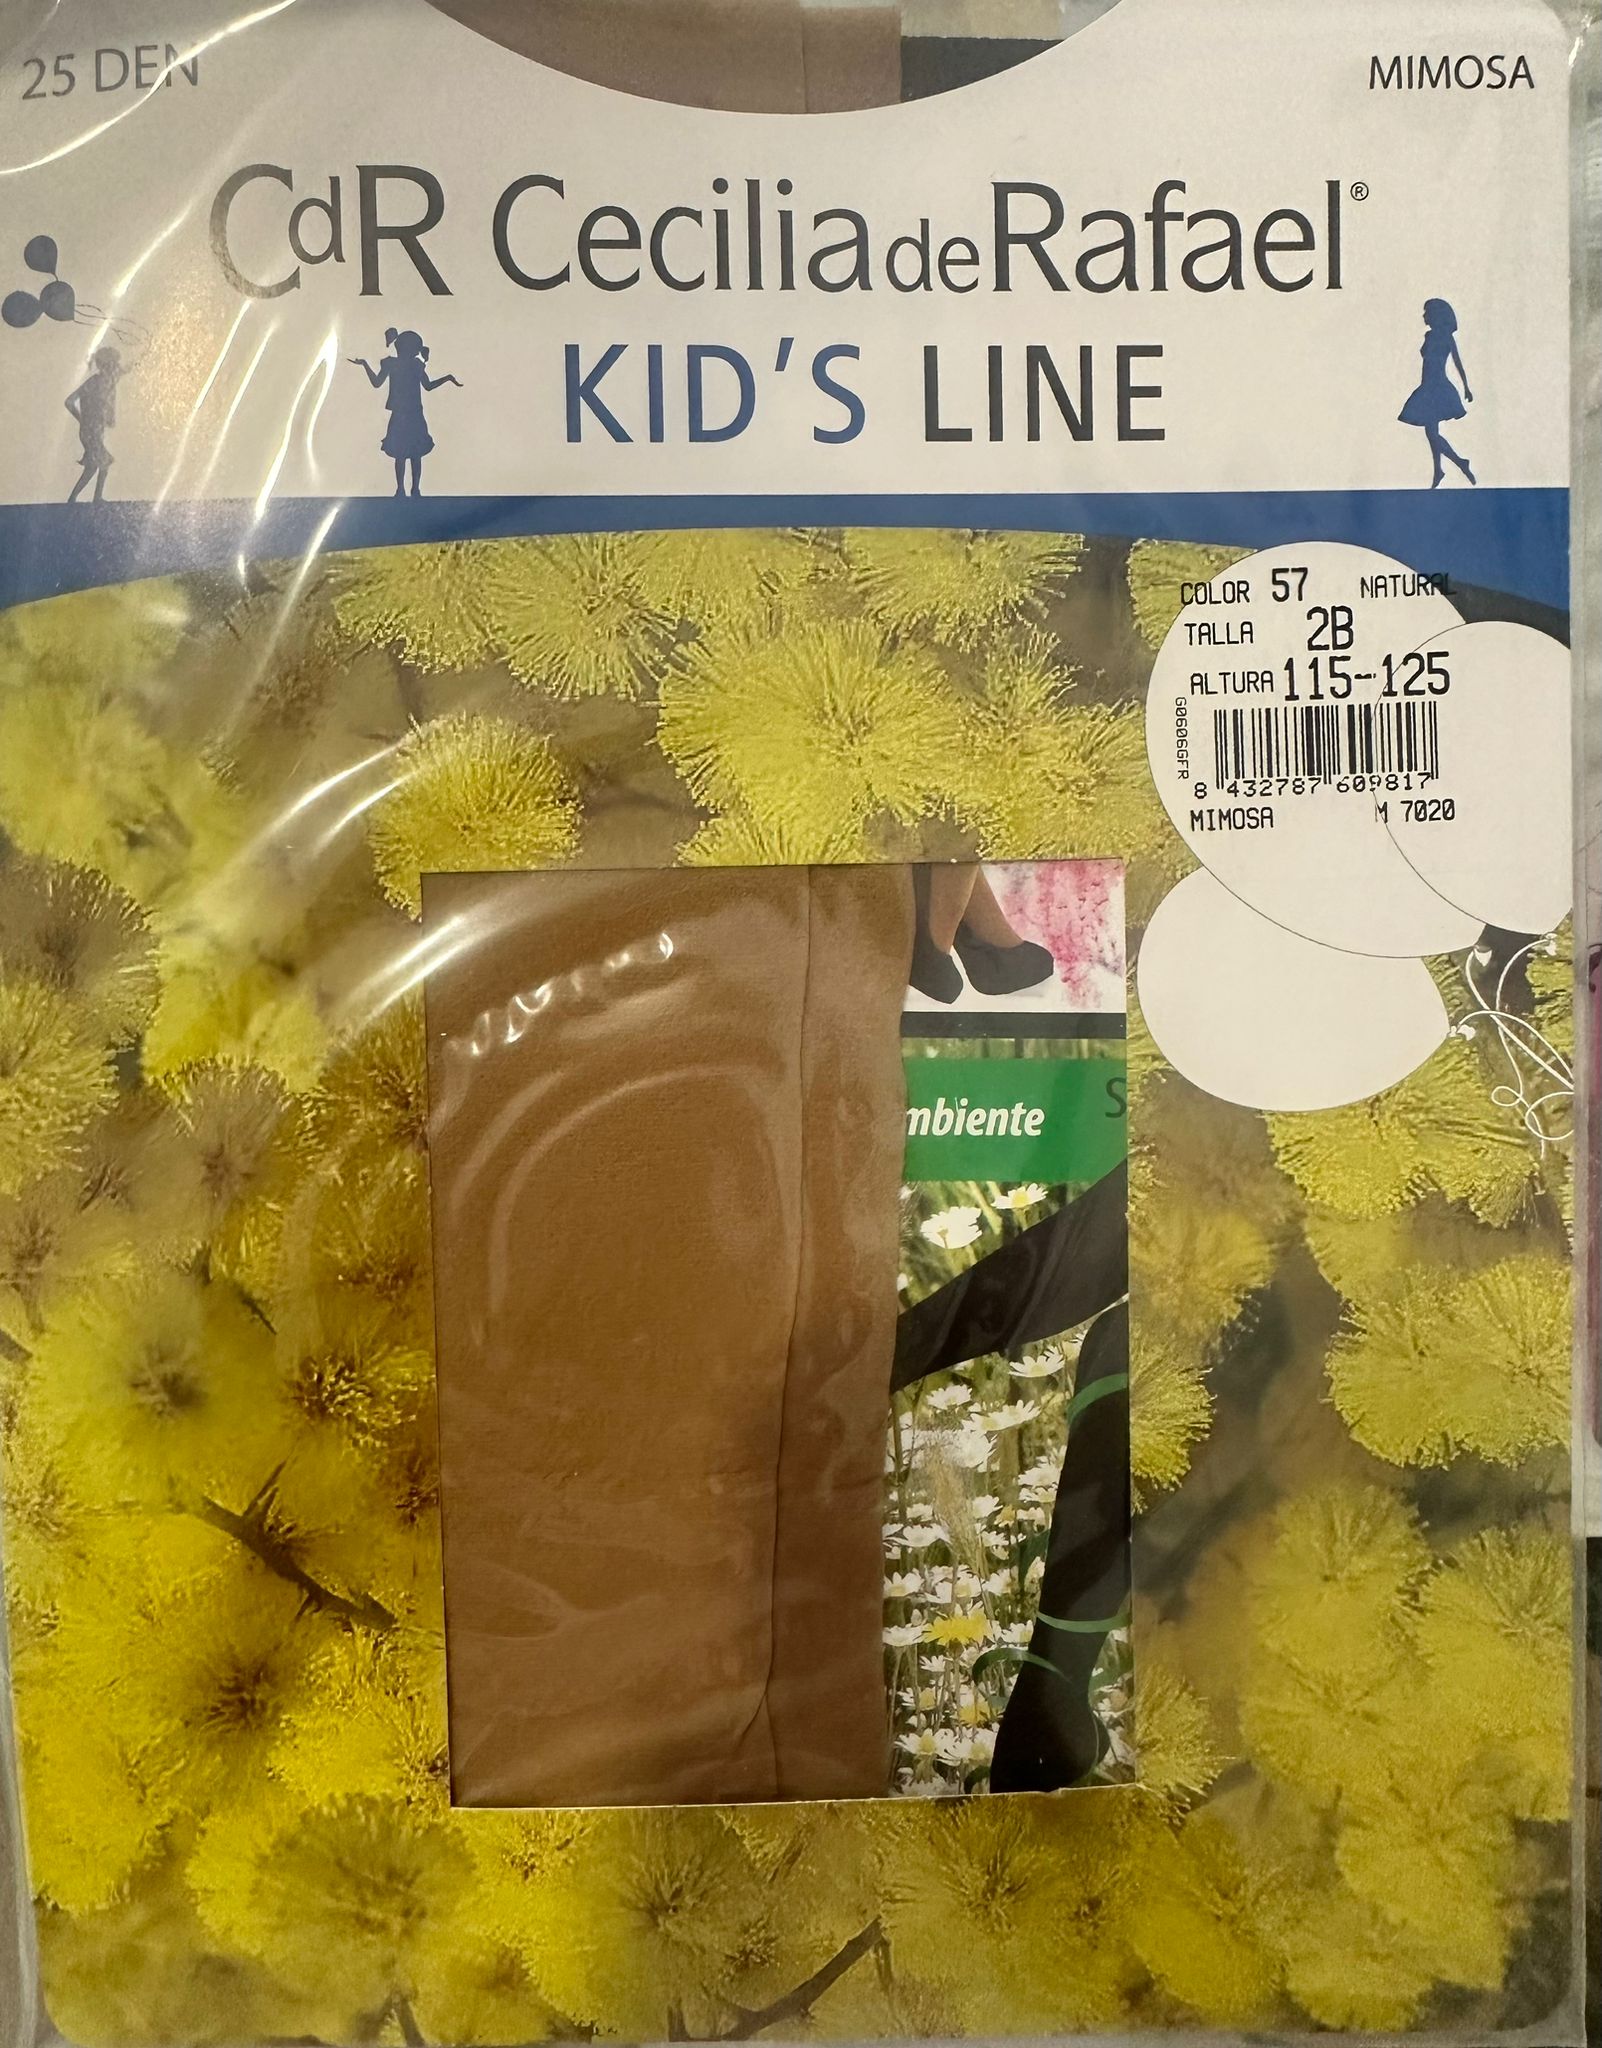 25 DEN
MIMOSA
CdR Cecilia de Rafael®
KID'S LINE
COLOR 57 NATURAL
TALLA 2B
ALTURA 115-125
G0606GFR
8 432787 609817
MIMOSA M 7020
mbiente
S